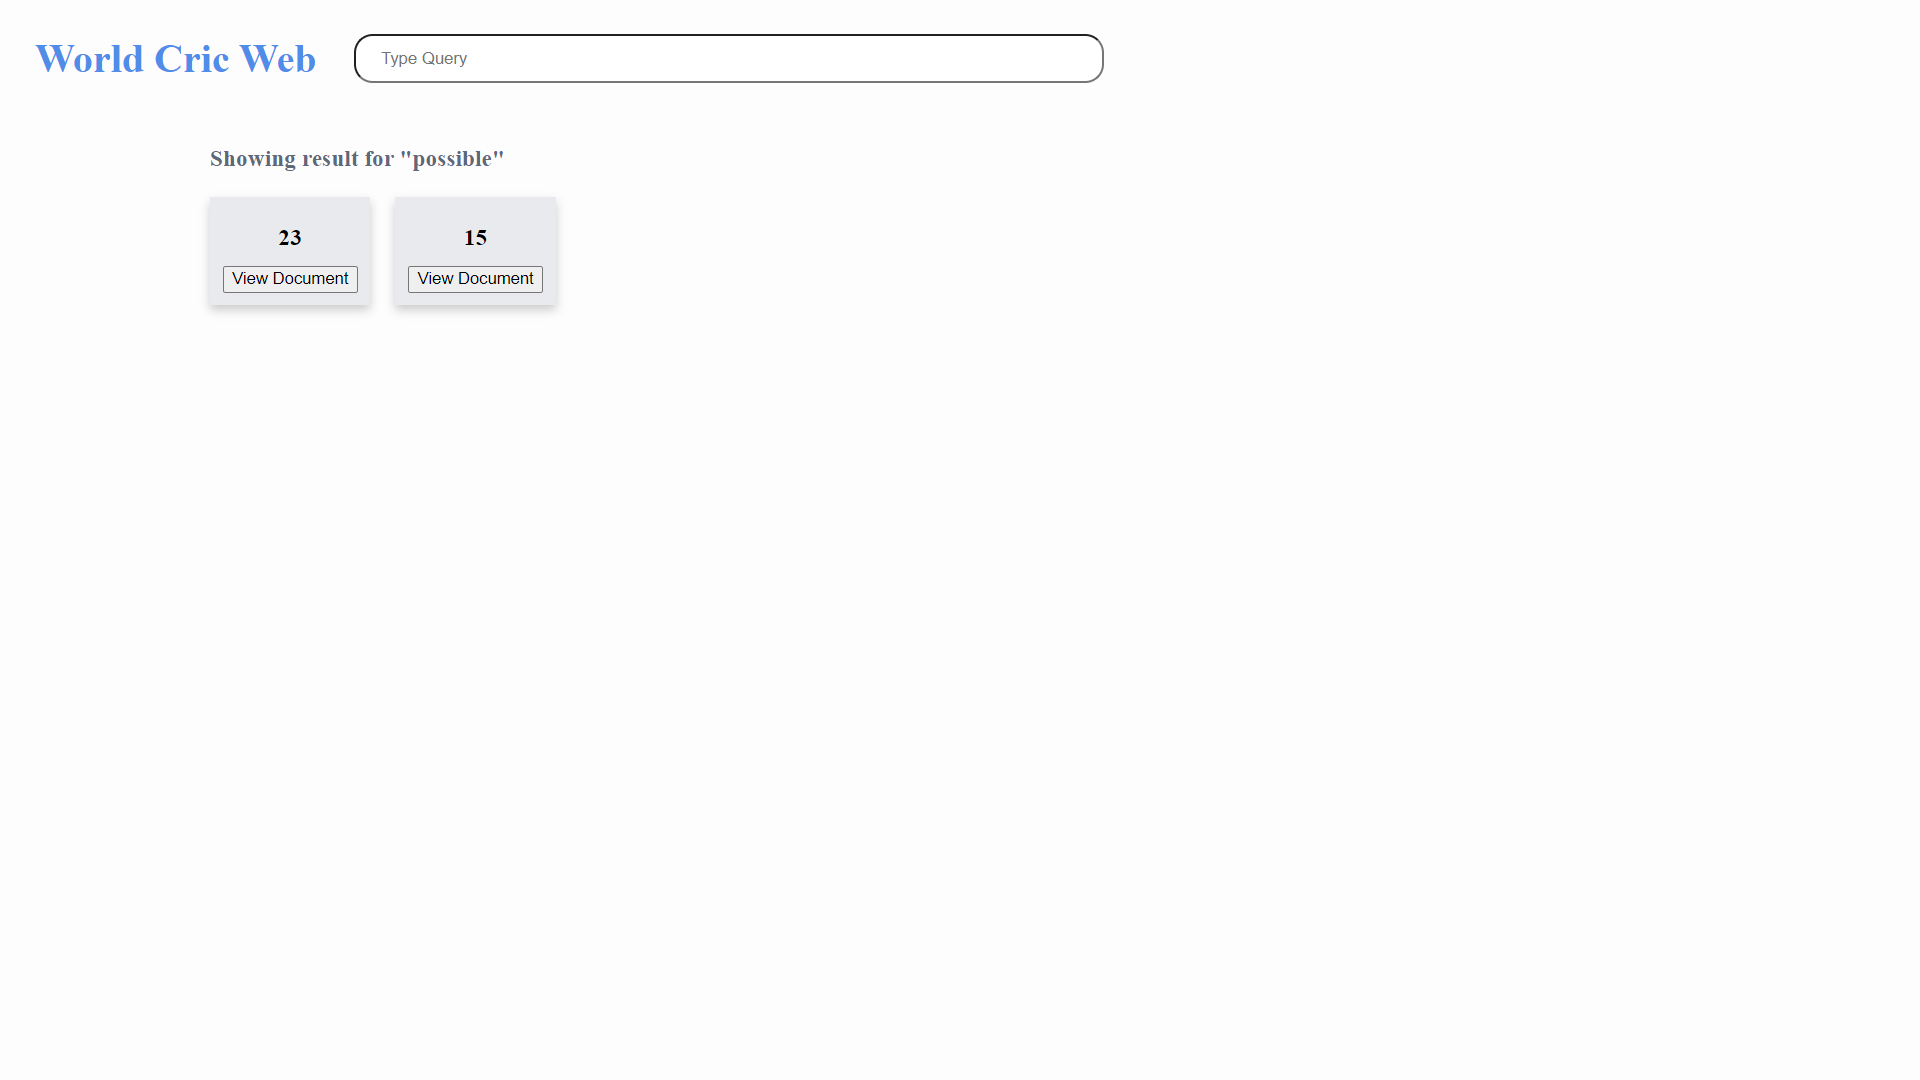 World Cric Web
Type Query
Showing result for "possible"
23
View Document
15
View Document